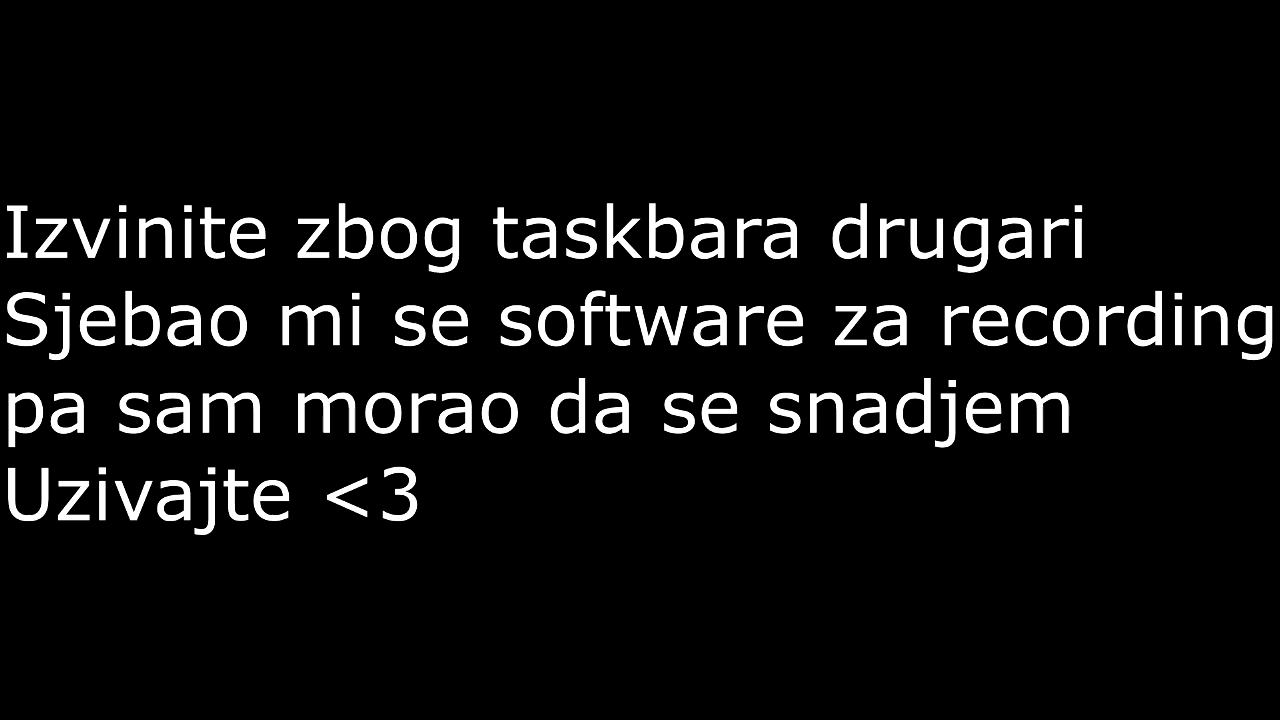 Izvinite zbog taskbara drugari
Sjebao mi se software za recording
pa sam morao da se snadjem
Uzivajte <3